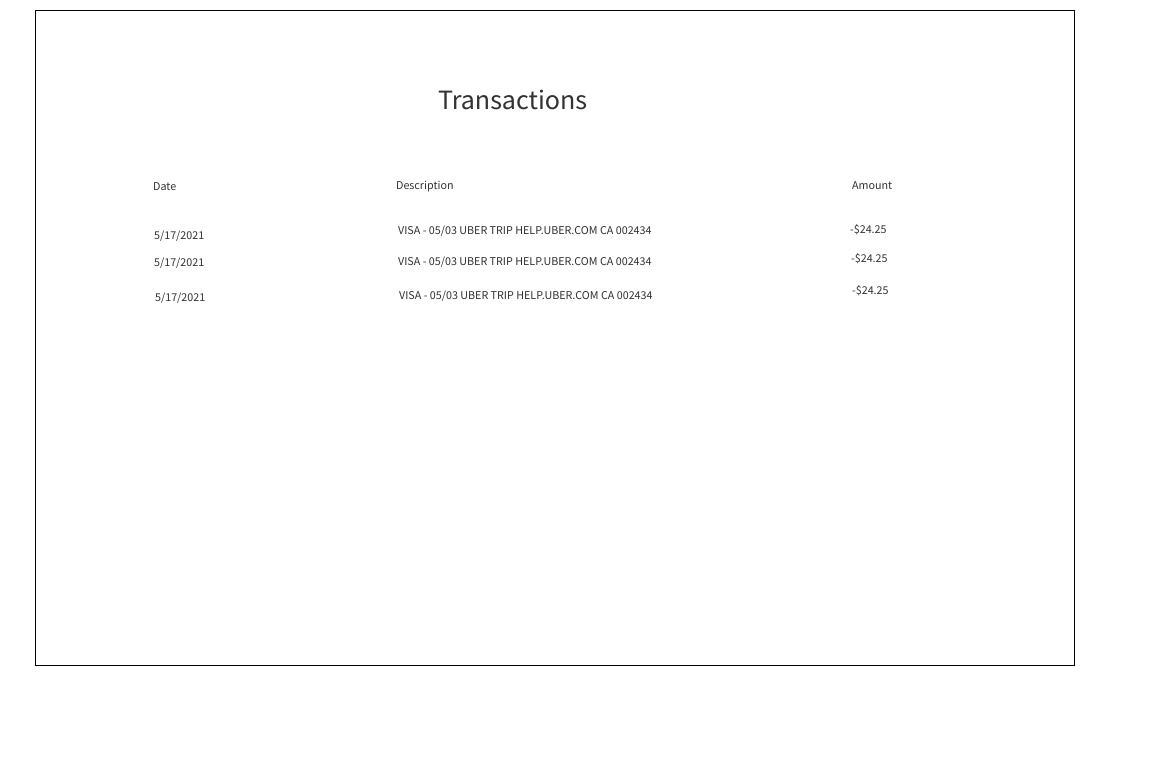 Transactions
Date Description Amount
5/17/2021 VISA - 05/03 UBER TRIP HELP.UBER.COM CA 002434 -$24.25
5/17/2021 VISA - 05/03 UBER TRIP HELP.UBER.COM CA 002434 -$24.25
5/17/2021 VISA - 05/03 UBER TRIP HELP.UBER.COM CA 002434 -$24.25